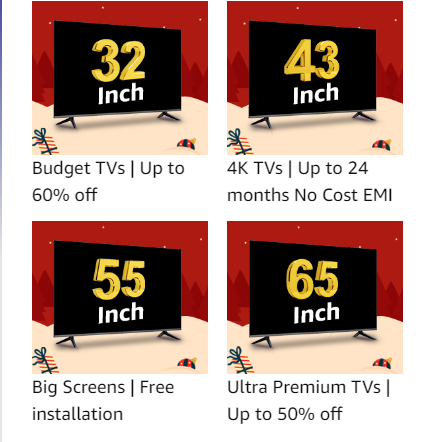 32
Inch
43
Inch
Budget TVs | Up to
60% off
4K TVs | Up to 24
months No Cost EMI
55
Inch
65
Inch
Big Screens | Free
installation
Ultra Premium TVs |
Up to 50% off